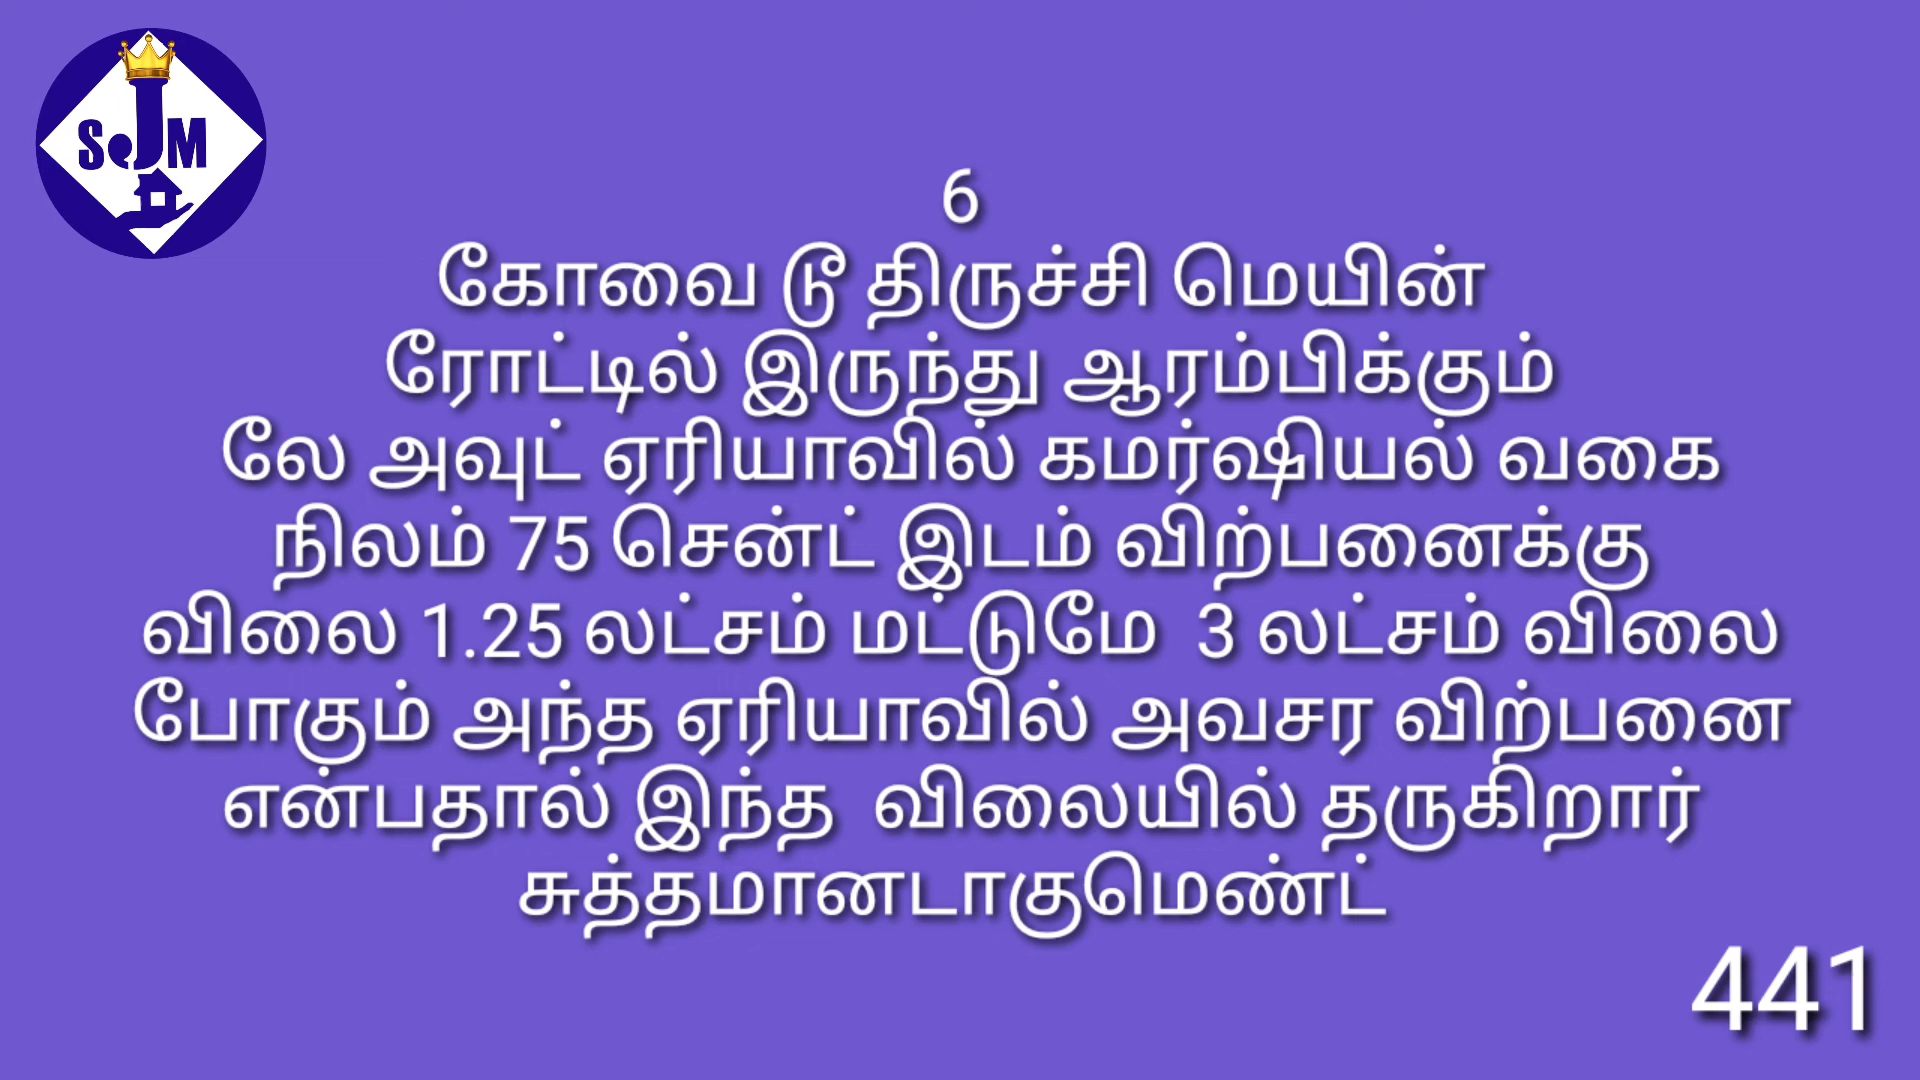 SeJM
6
கோவை டூ திருச்சி மெயின்
ரோட்டில் இருந்து ஆரம்பிக்கும்
லே அவுட் ஏரியாவில் கமர்ஷியல் வகை
நிலம் 75 சென்ட் இடம் விற்பனைக்கு
விலை 1.25 லட்சம் மட்டுமே 3 லட்சம் விலை
போகும் அந்த ஏரியாவில் அவசர விற்பனை
என்பதால் இந்த விலையில் தருகிறார்
சுத்தமானடாகுமெண்ட்
441